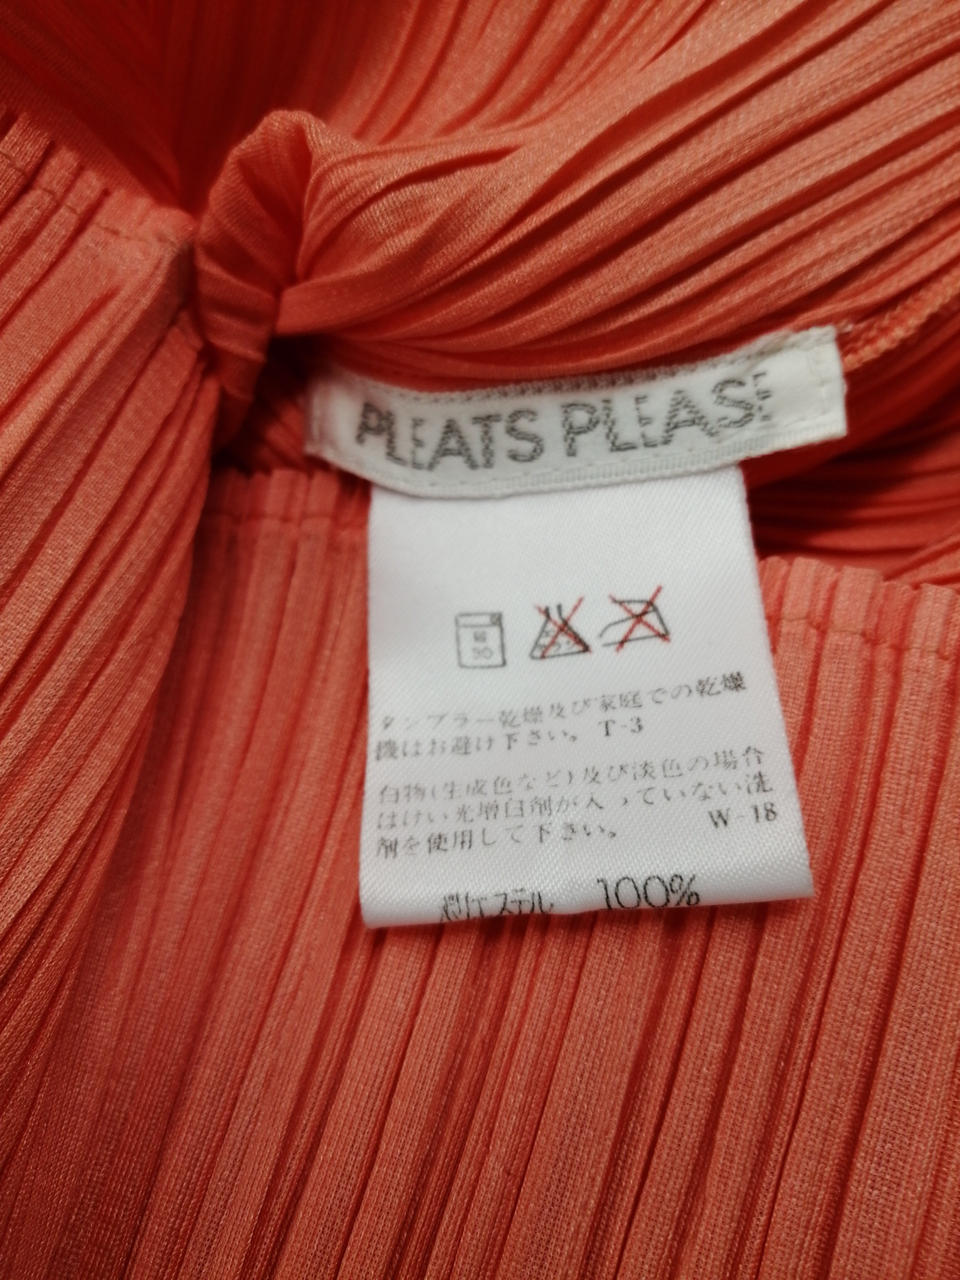 PLEATS PLEASE
弱
30
タンブラー乾燥及び家庭での乾燥
機はお避け下さい。 T-3
白物(生成色など)及び淡色の場合
はけい光増白剤が入っていない洗
剤を使用して下さい。 W-18
ポリエステル 100%